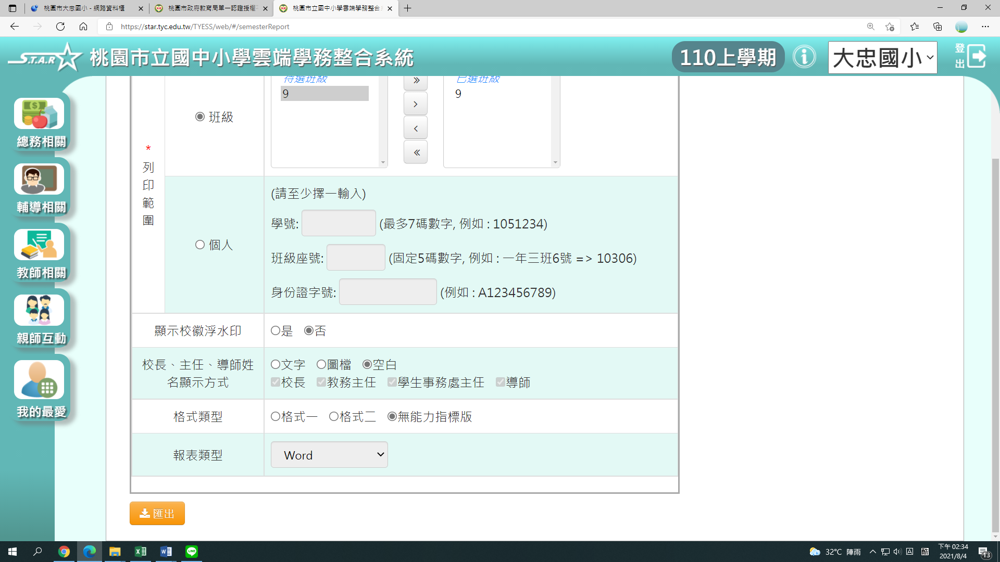 桃園市大忠國小 - 網路資料櫃
桃園市政府教育局單一認證授權
桃園市立國中小學雲端學務整合
https://star.tyc.edu.tw/TYESS/web/#/semesterReport
S.T.A.R
桃園市立國中小學雲端學務整合系統
110上學期
大忠國小
登出
總務相關
輔導相關
教師相關
親師互動
我的最愛
*列印範圍
班級
待選班級
9
已選班級
9
個人
(請至少擇一輸入)
學號: (最多7碼數字, 例如 : 1051234)
班級座號: (固定5碼數字, 例如 : 一年三班6號 => 10306)
身份證字號: (例如 : A123456789)
顯示校徽浮水印
是 否
校長、主任、導師姓名顯示方式
文字 圖檔 空白
校長 教務主任 學生事務處主任 導師
格式類型
格式一 格式二 無能力指標版
報表類型
Word
匯出
32°C 陣雨
下午 02:34
2021/8/4
13